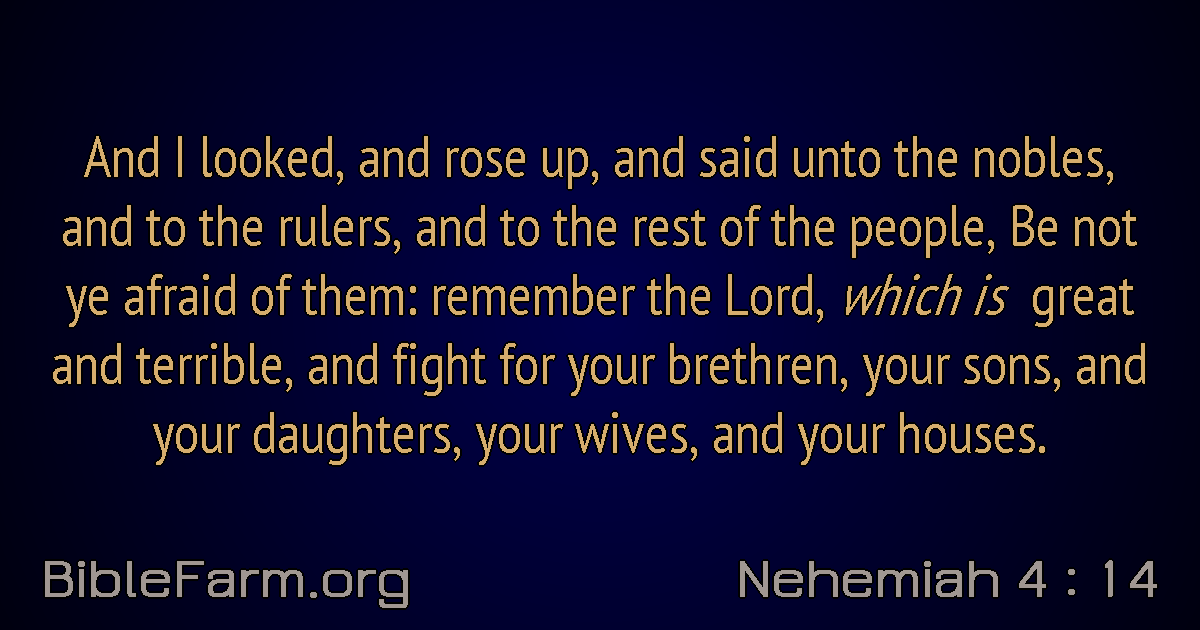 And I looked, and rose up, and said unto the nobles,
and to the rulers, and to the rest of the people, Be not
ye afraid of them: remember the Lord, which is great
and terrible, and fight for your brethren, your sons, and
your daughters, your wives, and your houses.
BibleFarm.org
Nehemiah 4 : 14